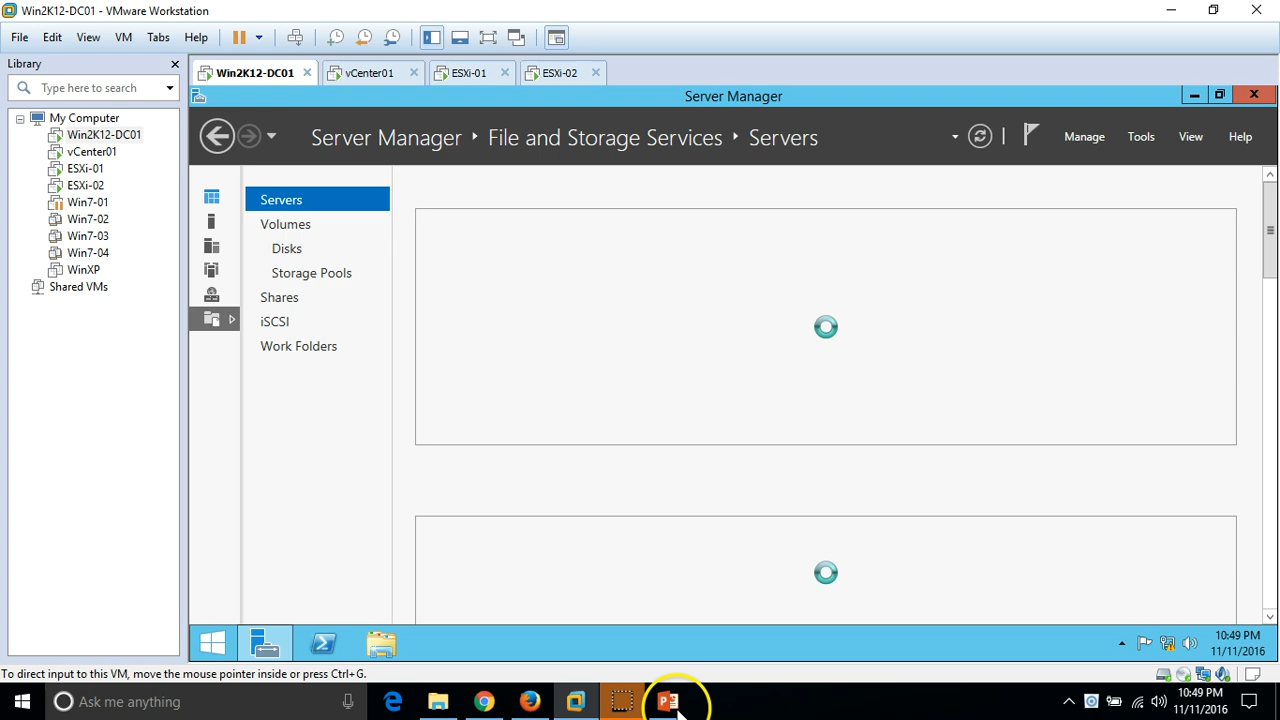 Win2K12-DC01 - VMware Workstation
File Edit View VM Tabs Help
Library
Type here to search
My Computer
Win2K12-DC01
vCenter01
ESXi-01
ESXi-02
Win7-01
Win7-02
Win7-03
Win7-04
WinXP
Shared VMs
Win2K12-DC01 vCenter01 ESXi-01 ESXi-02
Server Manager
Server Manager File and Storage Services Servers
Manage Tools View Help
Servers
Volumes
Disks
Storage Pools
Shares
iSCSI
Work Folders
10:49 PM
11/11/2016
To direct input to this VM, move the mouse pointer inside or press Ctrl+G.
Ask me anything
10:49 PM
11/11/2016